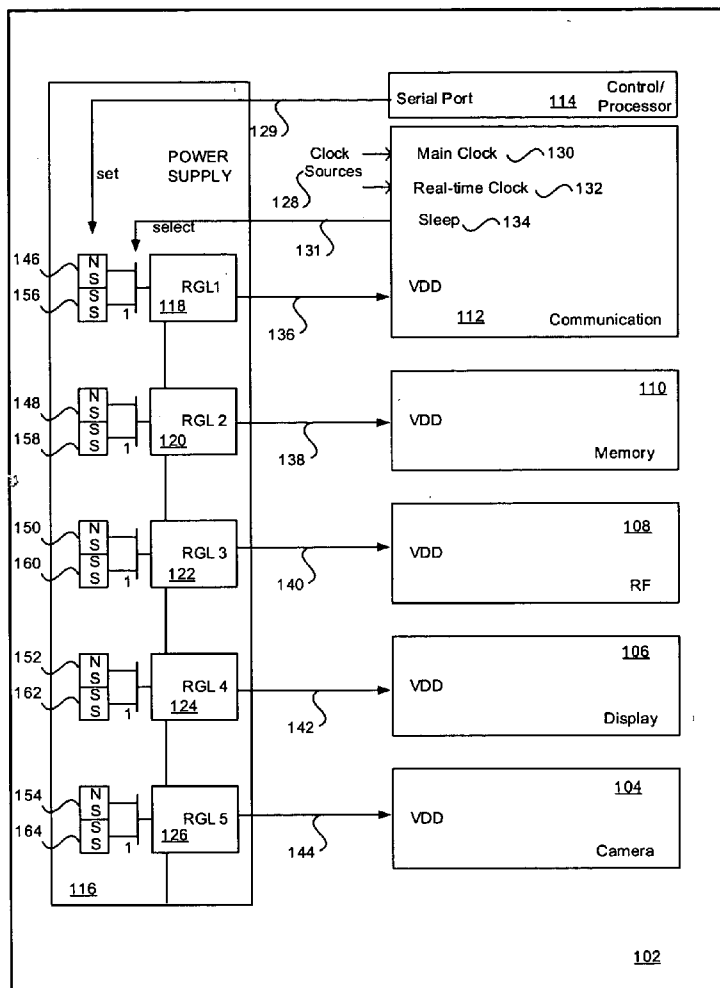 Serial Port 114 Control/
Processor
129
POWER
SUPPLY
set
Clock
Sources
128
Main Clock 130
Real-time Clock 132
select
131
Sleep 134
146 N
S
156 S
S
1
RGL1
118
136
VDD
112 Communication
148 N
S
158 S
S
1
RGL 2
120
138
110
VDD
Memory
150 N
S
160 S
S
1
RGL 3
122
140
108
VDD
RF
152 N
S
162 S
S
1
RGL 4
124
142
106
VDD
Display
154 N
S
164 S
S
1
RGL 5
126
144
104
VDD
Camera
116
102